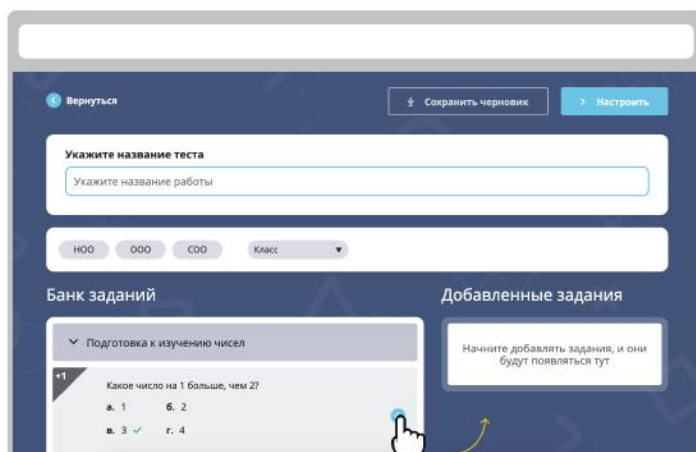 Вернуться
Сохранить черновик
Настроить
Укажите название теста
Укажите название работы
НОО ООО СОО Класс
Банк заданий
Добавленные задания
Подготовка к изучению чисел
Начните добавлять задания, и они
будут появляться тут
+1
Какое число на 1 больше, чем 2?
а. 1 б. 2
в. 3 г. 4